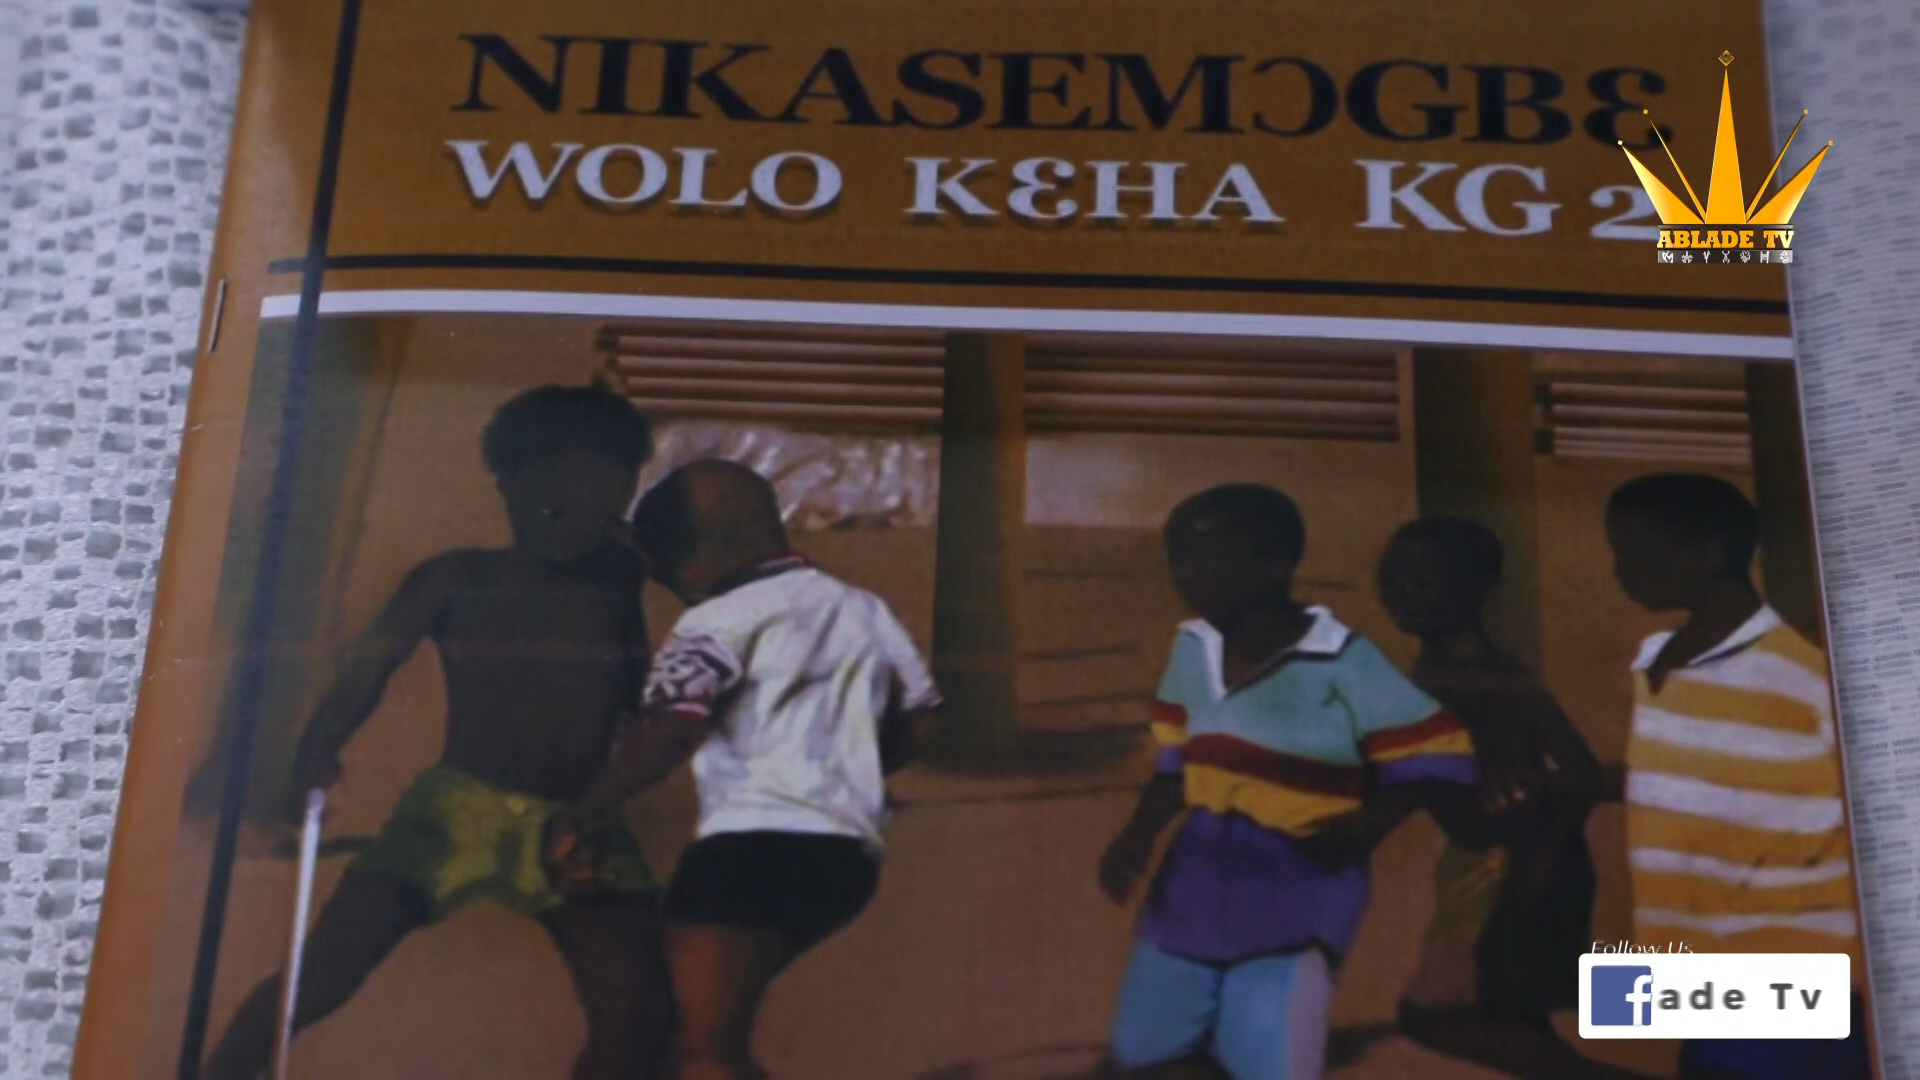 NIKASEMƆGBƐ
WOLO KƐHA KG 2
ABLADE TV
Follow Us
ade Tv